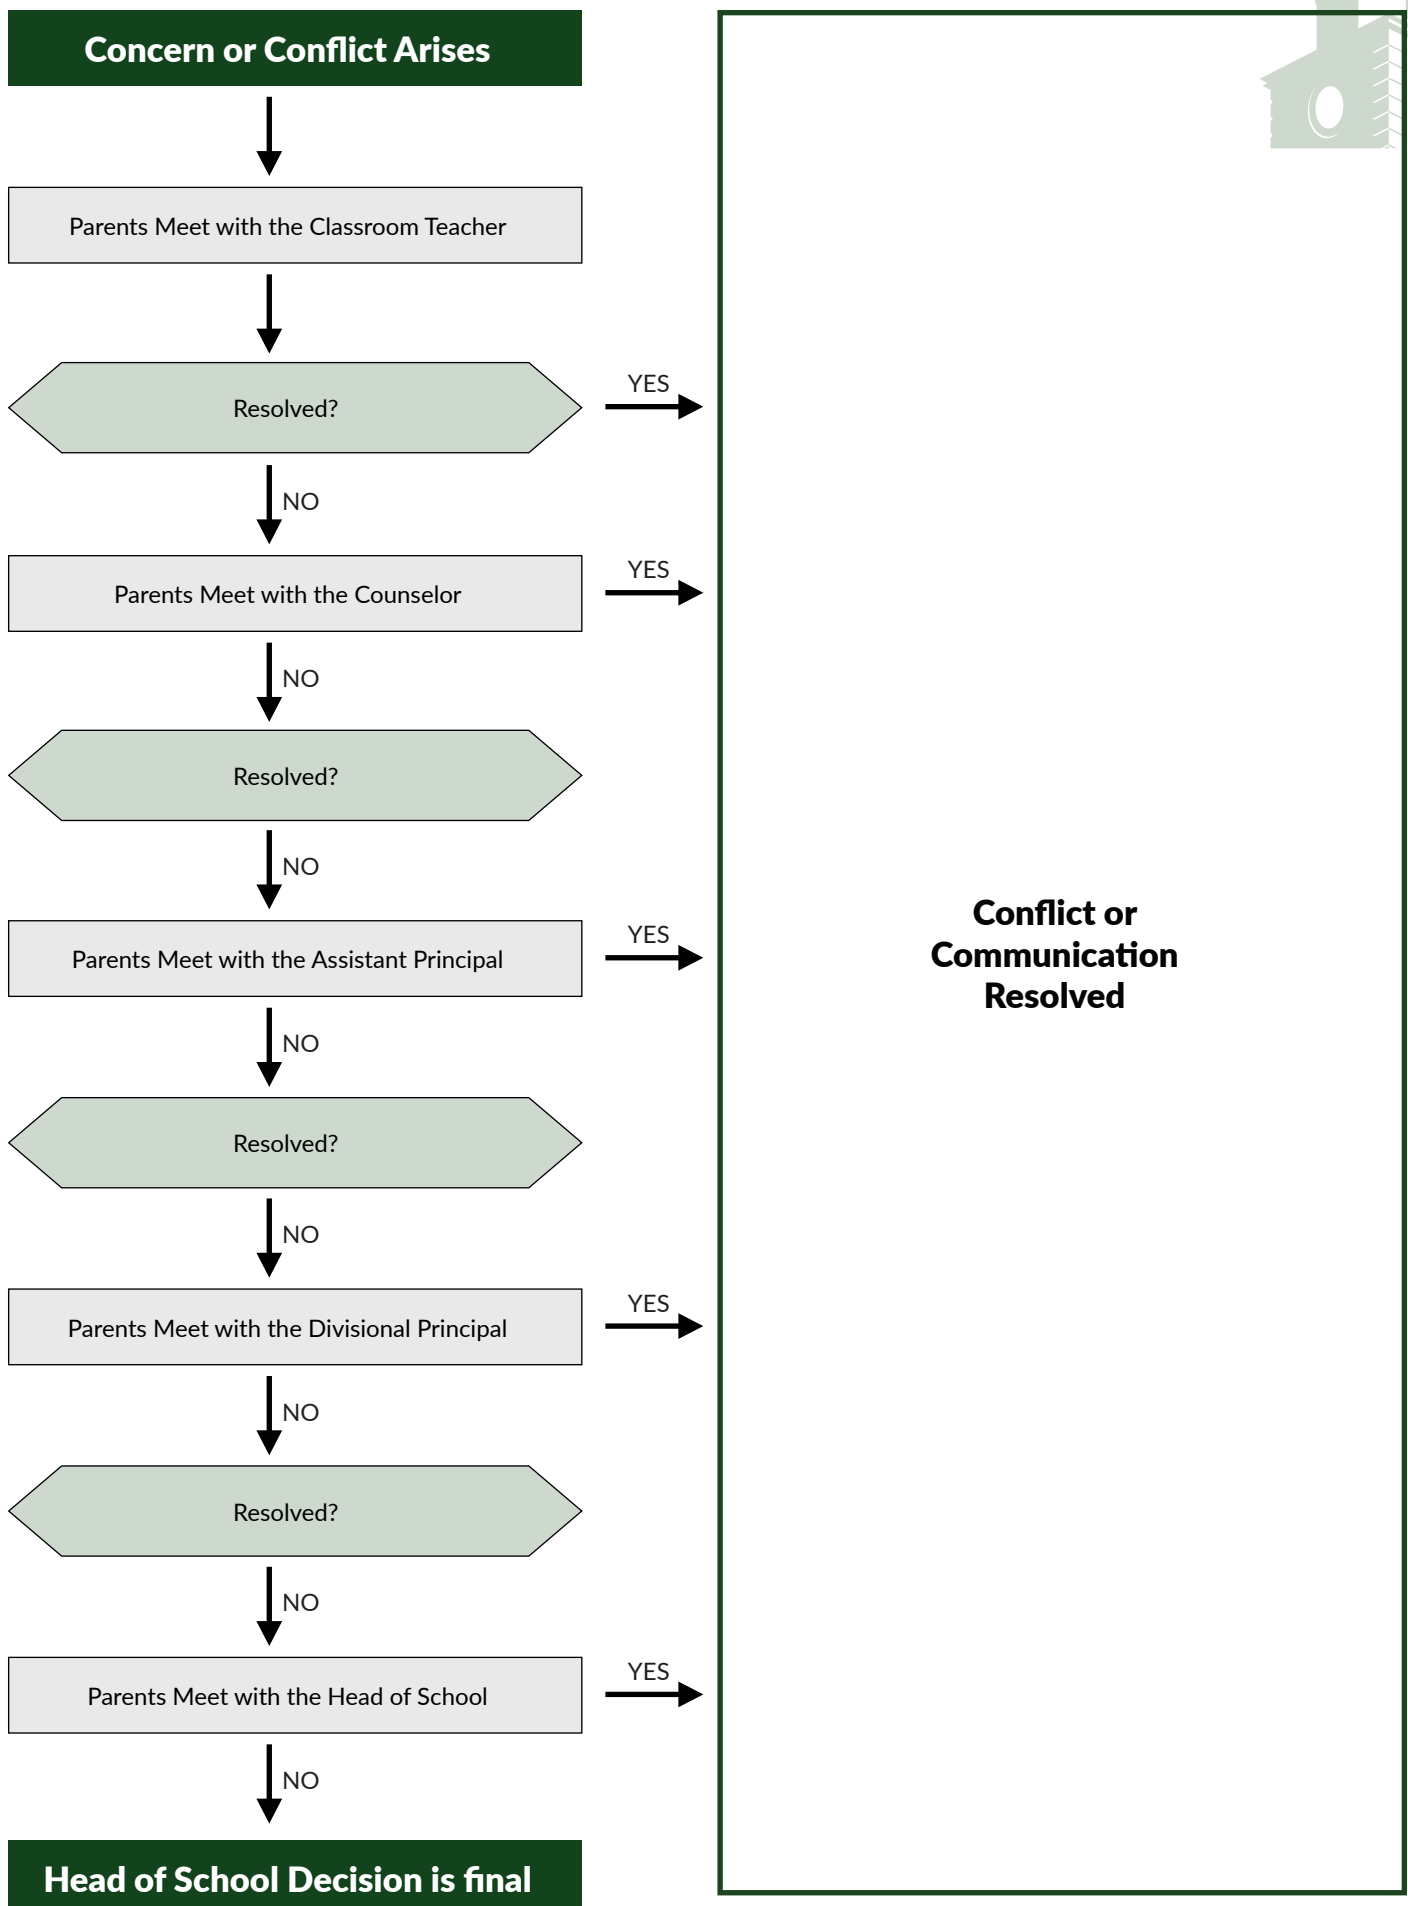 Concern or Conflict Arises
Parents Meet with the Classroom Teacher
Resolved?
YES
NO
Parents Meet with the Counselor
YES
NO
Resolved?
NO
Parents Meet with the Assistant Principal
YES
NO
Resolved?
NO
Parents Meet with the Divisional Principal
YES
NO
Resolved?
NO
Parents Meet with the Head of School
YES
NO
Head of School Decision is final
Conflict or
Communication
Resolved